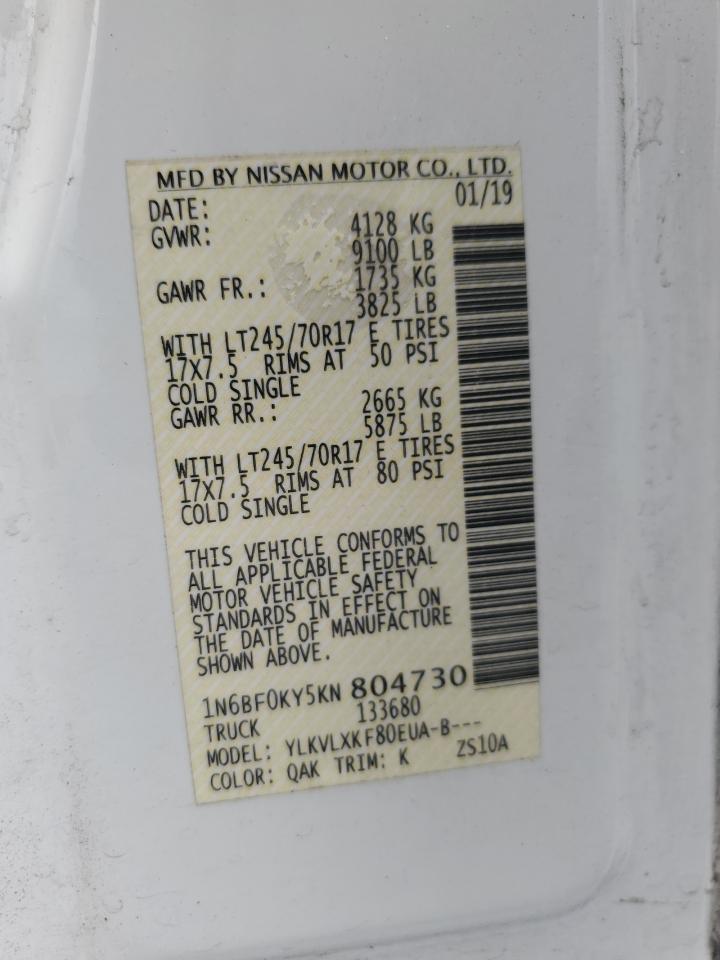 MFD BY NISSAN MOTOR CO., LTD.
DATE: 01/19
GVWR: 4128 KG
9100 LB
GAWR FR.: 1735 KG
3825 LB
WITH LT245/70R17 E TIRES
17X7.5 RIMS AT 50 PSI
COLD SINGLE
GAWR RR.: 2665 KG
5875 LB
WITH LT245/70R17 E TIRES
17X7.5 RIMS AT 80 PSI
COLD SINGLE
THIS VEHICLE CONFORMS TO
ALL APPLICABLE FEDERAL
MOTOR VEHICLE SAFETY
STANDARDS IN EFFECT ON
THE DATE OF MANUFACTURE
SHOWN ABOVE.
1N6BF0KY5KN 804730
TRUCK 133680
MODEL: YLKVLXKF80EUA-B---
COLOR: QAK TRIM: K ZS10A